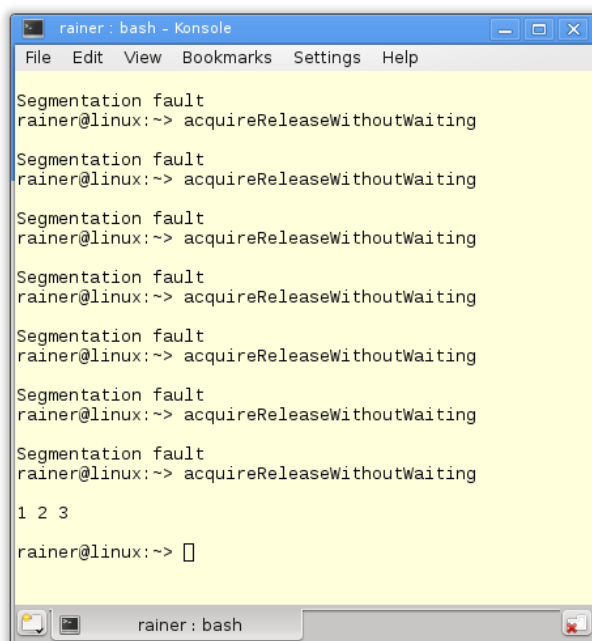 rainer : bash – Konsole
File Edit View Bookmarks Settings Help
Segmentation fault
rainer@linux:~> acquireReleaseWithoutWaiting
Segmentation fault
rainer@linux:~> acquireReleaseWithoutWaiting
Segmentation fault
rainer@linux:~> acquireReleaseWithoutWaiting
Segmentation fault
rainer@linux:~> acquireReleaseWithoutWaiting
Segmentation fault
rainer@linux:~> acquireReleaseWithoutWaiting
Segmentation fault
rainer@linux:~> acquireReleaseWithoutWaiting
Segmentation fault
rainer@linux:~> acquireReleaseWithoutWaiting
1 2 3
rainer@linux:~>
rainer : bash